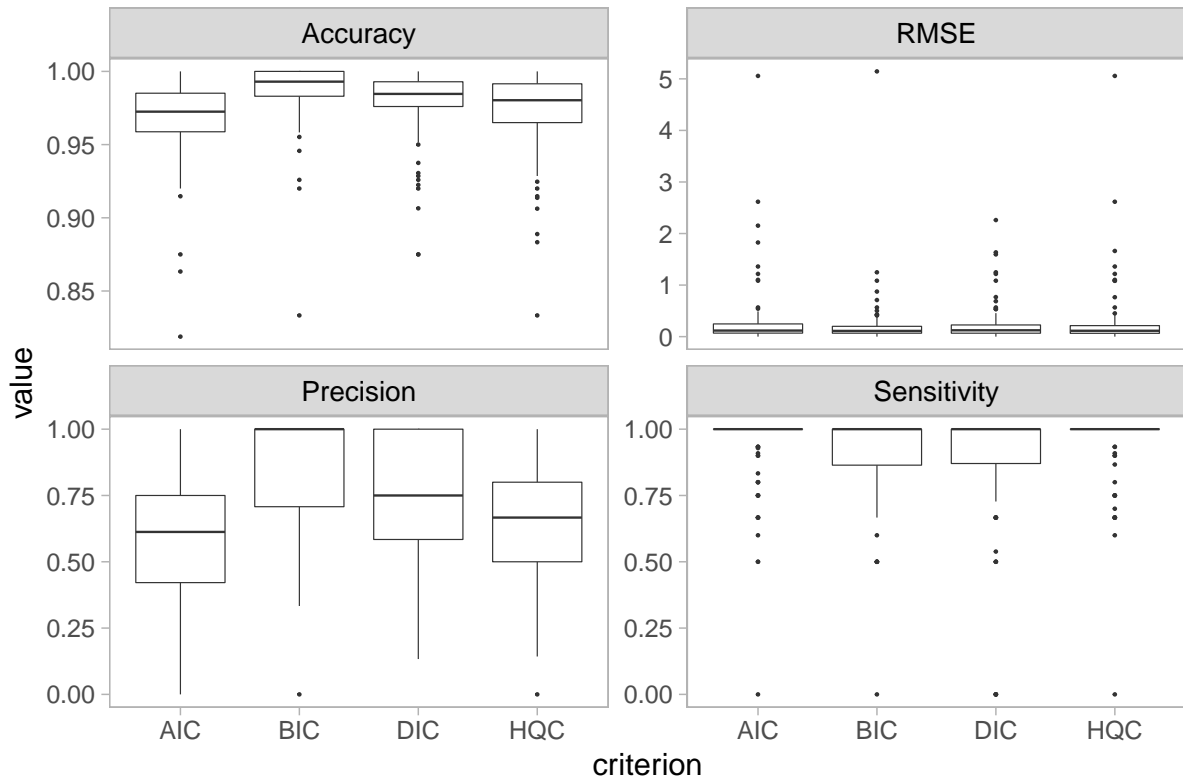 Accuracy
RMSE
1.00
0.95
0.90
0.85
5
4
3
2
1
0
value
Precision
Sensitivity
1.00
0.75
0.50
0.25
0.00
1.00
0.75
0.50
0.25
0.00
AIC BIC DIC HQC
AIC BIC DIC HQC
criterion